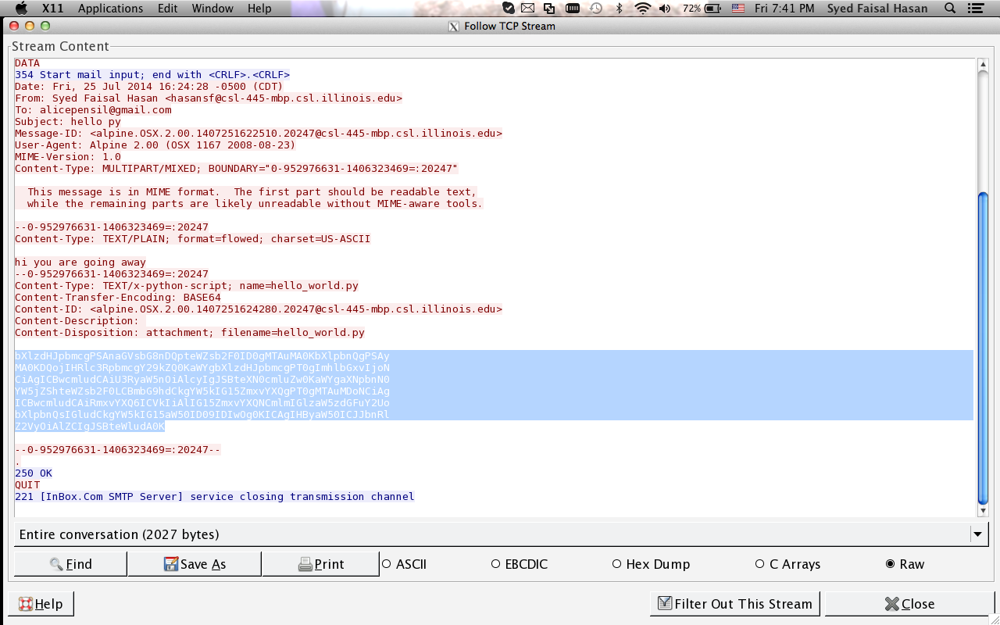 X11 Applications Edit Window Help 72% Fri 7:41 PM Syed Faisal Hasan
Follow TCP Stream
Stream Content
DATA
354 Start mail input; end with <CRLF>.<CRLF>
Date: Fri, 25 Jul 2014 16:24:28 -0500 (CDT)
From: Syed Faisal Hasan <hasansf@csl-445-mbp.csl.illinois.edu>
To: alicepensil@gmail.com
Subject: hello py
Message-ID: <alpine.OSX.2.00.1407251622510.20247@csl-445-mbp.csl.illinois.edu>
User-Agent: Alpine 2.00 (OSX 1167 2008-08-23)
MIME-Version: 1.0
Content-Type: MULTIPART/MIXED; BOUNDARY="0-952976631-1406323469=:20247"
This message is in MIME format.  The first part should be readable text,
while the remaining parts are likely unreadable without MIME-aware tools.
--0-952976631-1406323469=:20247
Content-Type: TEXT/PLAIN; format=flowed; charset=US-ASCII
hi you are going away
--0-952976631-1406323469=:20247
Content-Type: TEXT/x-python-script; name=hello_world.py
Content-Transfer-Encoding: BASE64
Content-ID: <alpine.OSX.2.00.1407251624280.20247@csl-445-mbp.csl.illinois.edu>
Content-Description:
Content-Disposition: attachment; filename=hello_world.py
bXlzdHJpbmcgPSAnaGVsbG8nDQpteWZsb2F0ID0gMTAuMA0KbXlpbnQgPSAy
MA0KDQojIHRlc3RpbmcgY29kZQ0KaWYgbXlzdHJpbmcgPT0gImhlbGxvIjoN
CiAgICBwcmludCAiU3RyaW5nOiAlcyIgJSBteXN0cmluZw0KaWYgaXNpbnN0
YW5jZShteWZsb2F0LCBmbG9hdCkgYW5kIG15ZmxvYXQgPT0gMTAuMDoNCiAg
ICBwcmludCAiRmxvYXQ6ICVkIiAlIG15ZmxvYXQNCmlmIGlzaW5zdGFuY2Uo
bXlpbnQsIGludCkgYW5kIG15aW50ID09IDIwOg0KICAgIHByaW50ICJJbnRl
Z2VyOiAlZCIgJSBteWludA0K
--0-952976631-1406323469=:20247--
.
250 OK
QUIT
221 [InBox.Com SMTP Server] service closing transmission channel
Entire conversation (2027 bytes)
Find Save As Print ASCII EBCDIC Hex Dump C Arrays Raw
Help Filter Out This Stream Close